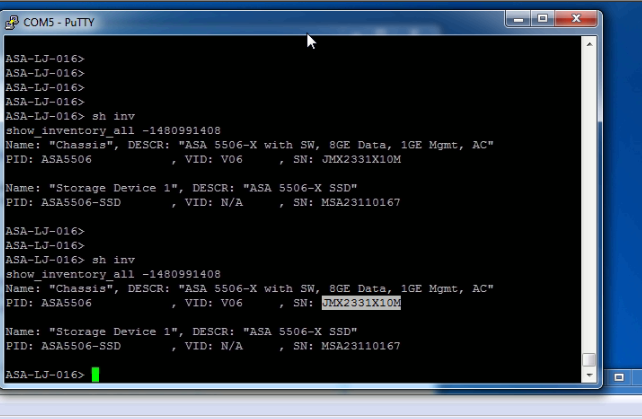 COM5 - PuTTY
ASA-LJ-016>
ASA-LJ-016>
ASA-LJ-016>
ASA-LJ-016>
ASA-LJ-016> sh inv
show_inventory_all -1480991408
Name: "Chassis", DESCR: "ASA 5506-X with SW, 8GE Data, 1GE Mgmt, AC"
PID: ASA5506 , VID: V06 , SN: JMX2331X10M
Name: "Storage Device 1", DESCR: "ASA 5506-X SSD"
PID: ASA5506-SSD , VID: N/A , SN: MSA23110167
ASA-LJ-016>
ASA-LJ-016>
ASA-LJ-016> sh inv
show_inventory_all -1480991408
Name: "Chassis", DESCR: "ASA 5506-X with SW, 8GE Data, 1GE Mgmt, AC"
PID: ASA5506 , VID: V06 , SN: JMX2331X10M
Name: "Storage Device 1", DESCR: "ASA 5506-X SSD"
PID: ASA5506-SSD , VID: N/A , SN: MSA23110167
ASA-LJ-016>